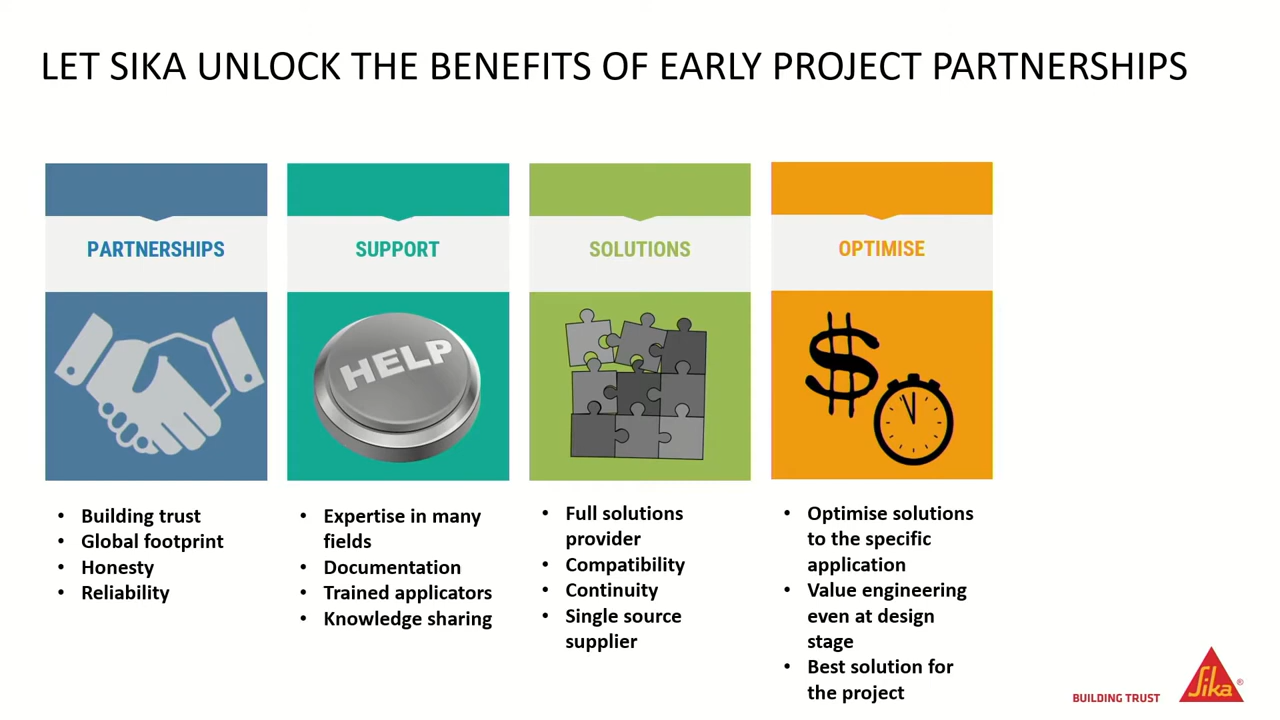 LET SIKA UNLOCK THE BENEFITS OF EARLY PROJECT PARTNERSHIPS
PARTNERSHIPS
• Building trust
• Global footprint
• Honesty
• Reliability
SUPPORT
HELP
• Expertise in many
fields
• Documentation
• Trained applicators
• Knowledge sharing
SOLUTIONS
• Full solutions
provider
• Compatibility
• Continuity
• Single source
supplier
OPTIMISE
$
• Optimise solutions
to the specific
application
• Value engineering
even at design
stage
• Best solution for
the project
BUILDING TRUST
Sika®